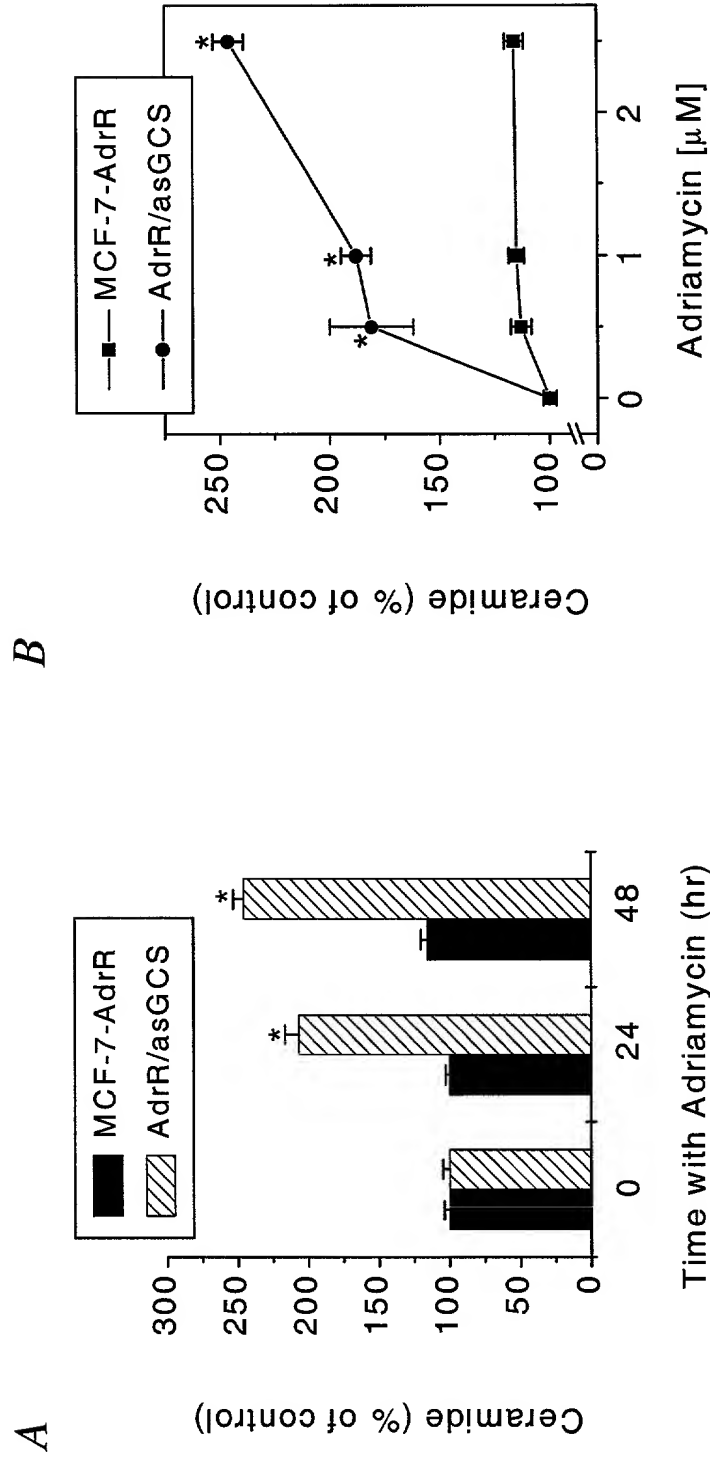 A
MCF-7-AdrR
AdrR/asGCS
300
250
200
150
100
50
0
Ceramide (% of control)
*
*
0
24
48
Time with Adriamycin (hr)
B
MCF-7-AdrR
AdrR/asGCS
250
200
150
100
0
Ceramide (% of control)
*
*
*
0
1
2
Adriamycin [μM]